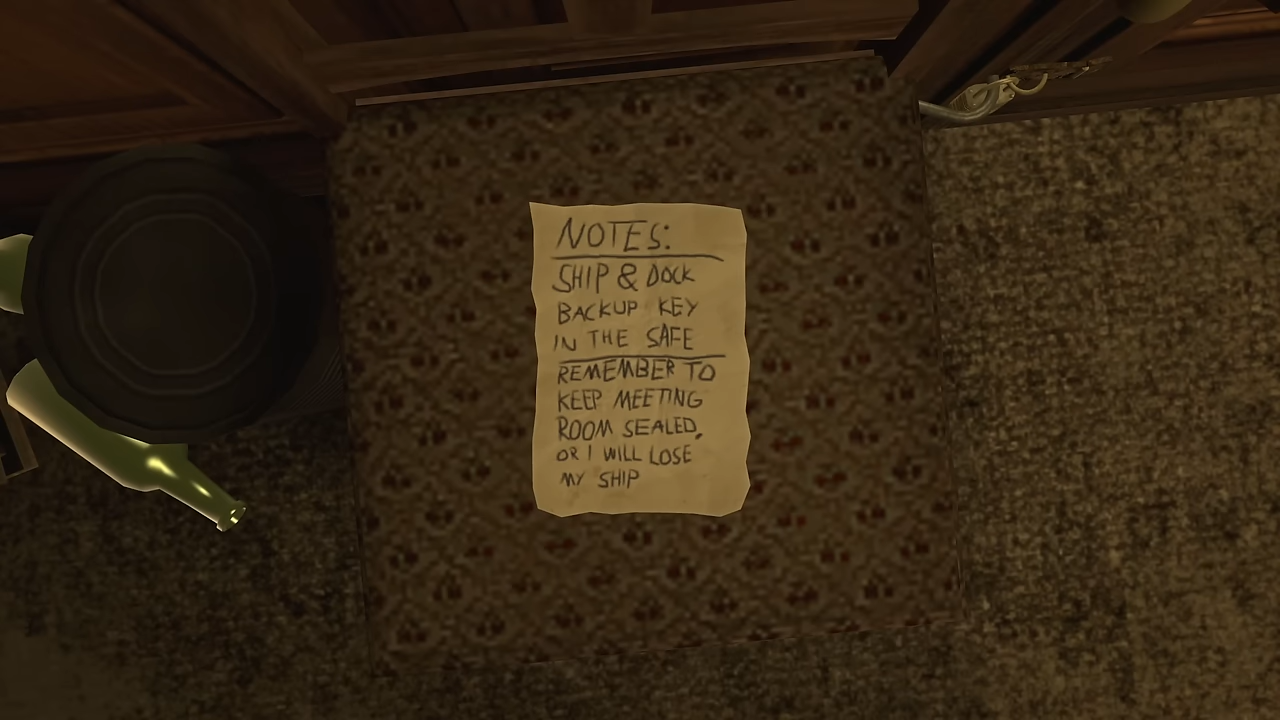 NOTES:
SHIP & DOCK
BACKUP KEY
IN THE SAFE
REMEMBER TO
KEEP MEETING
ROOM SEALED,
OR I WILL LOSE
MY SHIP